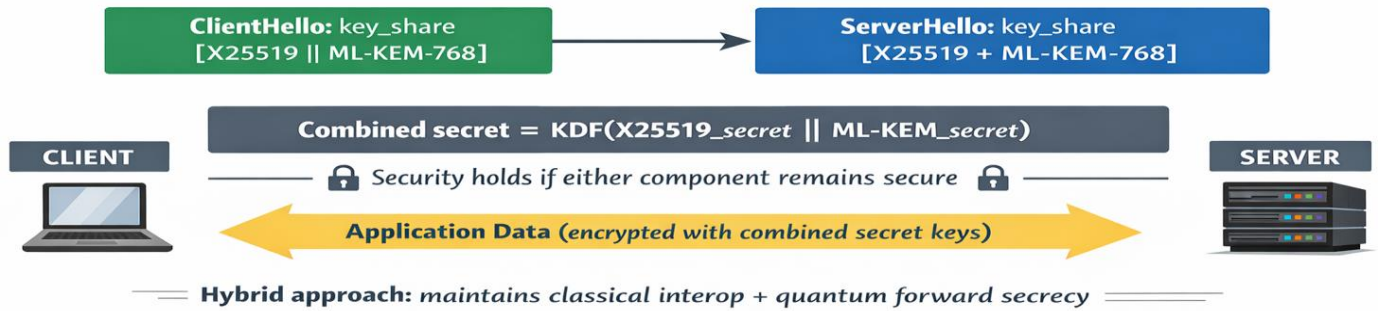 ClientHello: key_share
[X25519 || ML-KEM-768]
ServerHello: key_share
[X25519 + ML-KEM-768]
Combined secret = KDF(X25519_secret || ML-KEM_secret)
CLIENT
SERVER
Security holds if either component remains secure
Application Data (encrypted with combined secret keys)
Hybrid approach: maintains classical interop + quantum forward secrecy